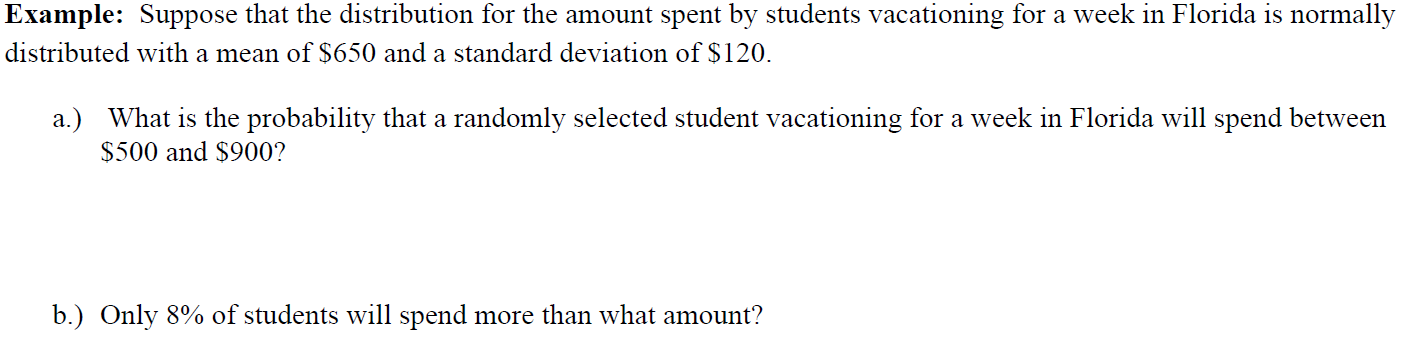 Example: Suppose that the distribution for the amount spent by students vacationing for a week in Florida is normally
distributed with a mean of $650 and a standard deviation of $120.
a.) What is the probability that a randomly selected student vacationing for a week in Florida will spend between
$500 and $900?
b.) Only 8% of students will spend more than what amount?